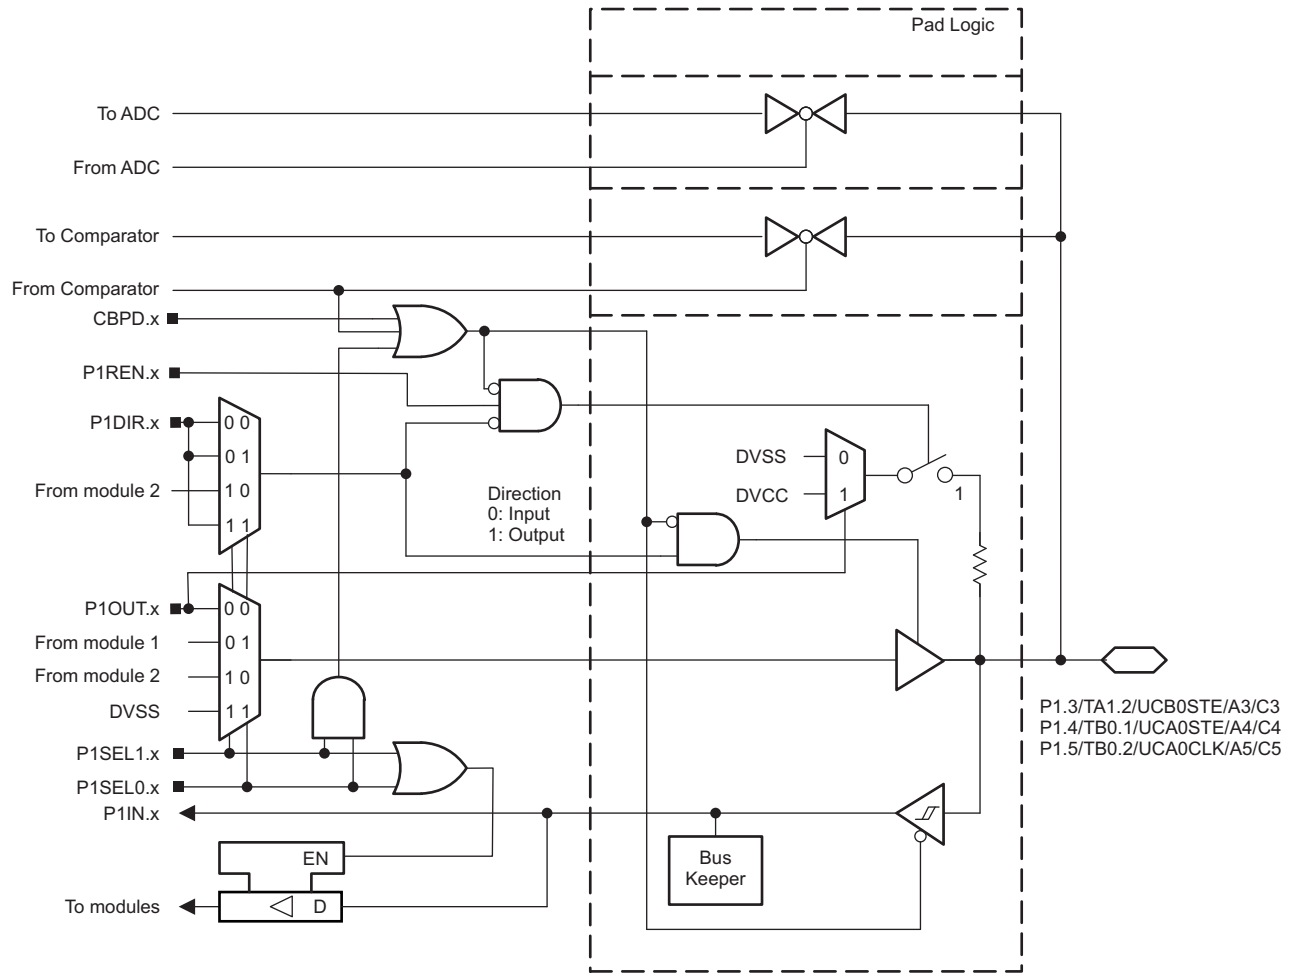 Pad Logic
To ADC
From ADC
To Comparator
From Comparator
CBPD.x
P1REN.x
P1DIR.x
0 0
0 1
From module 2
1 0
1 1
Direction
0: Input
1: Output
DVSS
0
DVCC
1
1
P1OUT.x
0 0
From module 1
0 1
From module 2
1 0
DVSS
1 1
P1.3/TA1.2/UCB0STE/A3/C3
P1.4/TB0.1/UCA0STE/A4/C4
P1.5/TB0.2/UCA0CLK/A5/C5
P1SEL1.x
P1SEL0.x
P1IN.x
EN
Bus
Keeper
To modules
D